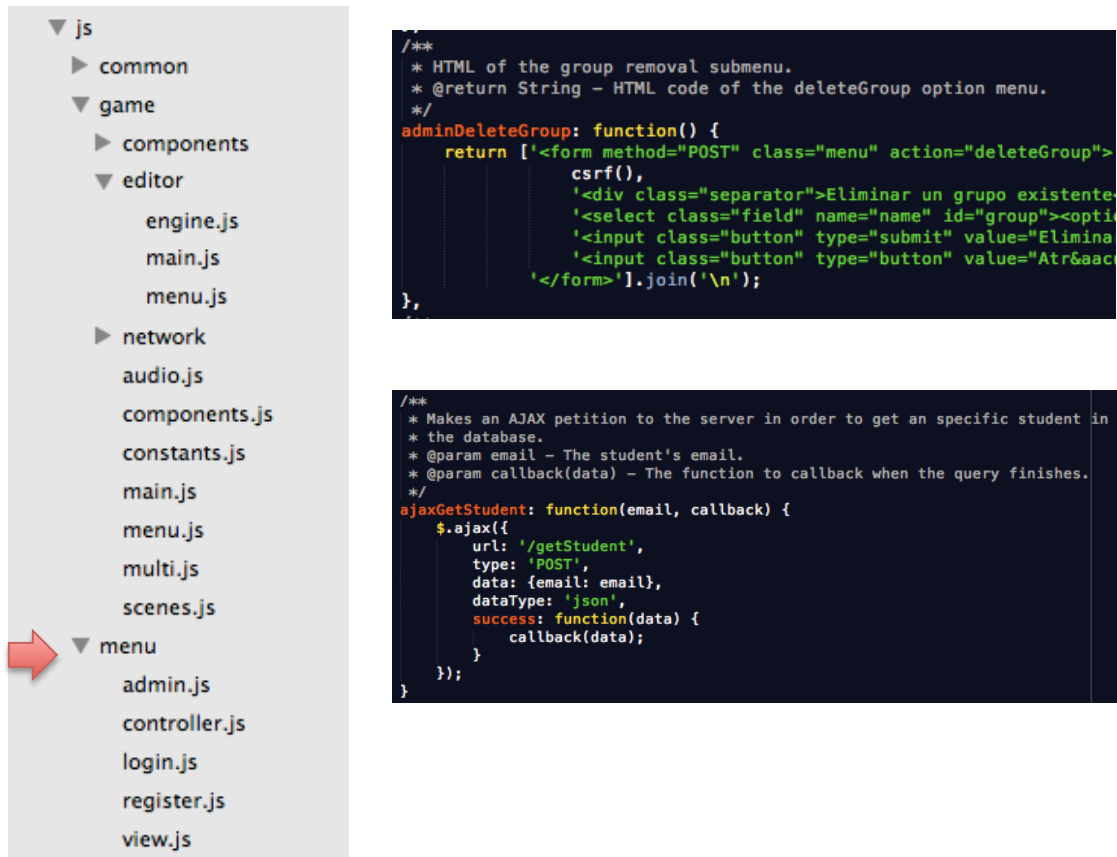 js
common
game
components
editor
engine.js
main.js
menu.js
network
audio.js
components.js
constants.js
main.js
menu.js
multi.js
scenes.js
menu
admin.js
controller.js
login.js
register.js
view.js
/**
* HTML of the group removal submenu.
* @return String – HTML code of the deleteGroup option menu.
*/
adminDeleteGroup: function() {
return ['<form method="POST" class="menu" action="deleteGroup">
csrf(),
'<div class="separator">Eliminar un grupo existente<
'<select class="field" name="name" id="group"><optio
'<input class="button" type="submit" value="Elimina
'<input class="button" type="button" value="Atr&aacu
'</form>'].join('\n');
},
/**
* Makes an AJAX petition to the server in order to get an specific student in
* the database.
* @param email – The student's email.
* @param callback(data) – The function to callback when the query finishes.
*/
ajaxGetStudent: function(email, callback) {
$.ajax({
url: '/getStudent',
type: 'POST',
data: {email: email},
dataType: 'json',
success: function(data) {
callback(data);
}
});
}